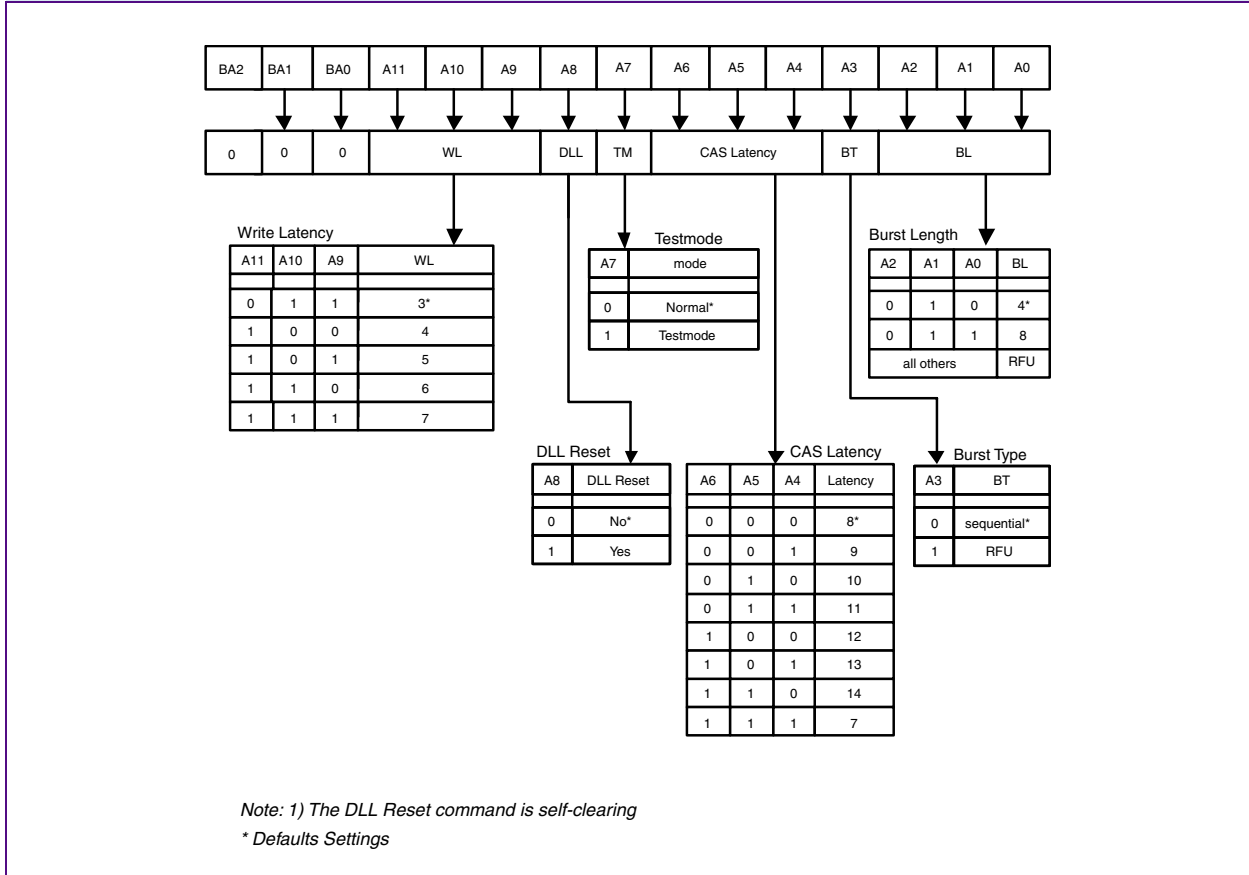 BA2 BA1 BA0 A11 A10 A9 A8 A7 A6 A5 A4 A3 A2 A1 A0
0 0 0 WL DLL TM CAS Latency BT BL
Write Latency
A11 A10 A9 WL
0 1 1 3*
1 0 0 4
1 0 1 5
1 1 0 6
1 1 1 7
Testmode
A7 mode
0 Normal*
1 Testmode
Burst Length
A2 A1 A0 BL
0 1 0 4*
0 1 1 8
all others RFU
DLL Reset
A8 DLL Reset
0 No*
1 Yes
CAS Latency
A6 A5 A4 Latency
0 0 0 8*
0 0 1 9
0 1 0 10
0 1 1 11
1 0 0 12
1 0 1 13
1 1 0 14
1 1 1 7
Burst Type
A3 BT
0 sequential*
1 RFU
Note: 1) The DLL Reset command is self-clearing
* Defaults Settings